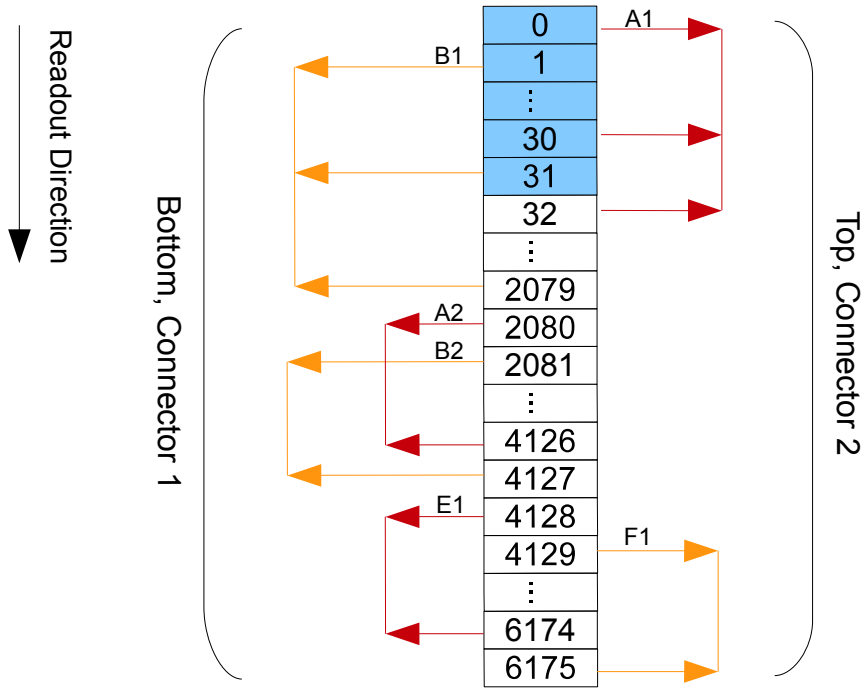 Readout Direction
Bottom, Connector 1
0
A1
B1
1
⋮
30
31
32
⋮
2079
A2
2080
B2
2081
⋮
4126
4127
E1
4128
4129
F1
⋮
6174
6175
Top, Connector 2